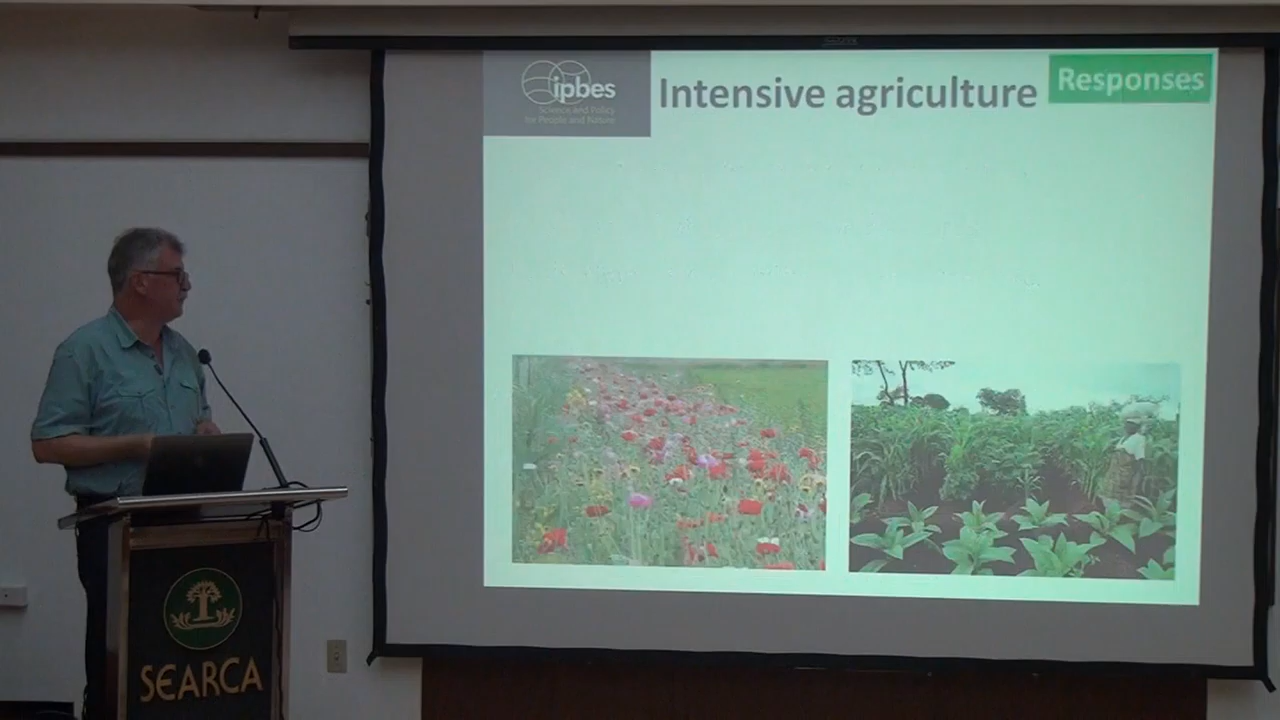 ipbes
Science and Policy
for People and Nature
Intensive agriculture
Responses
SEARCA